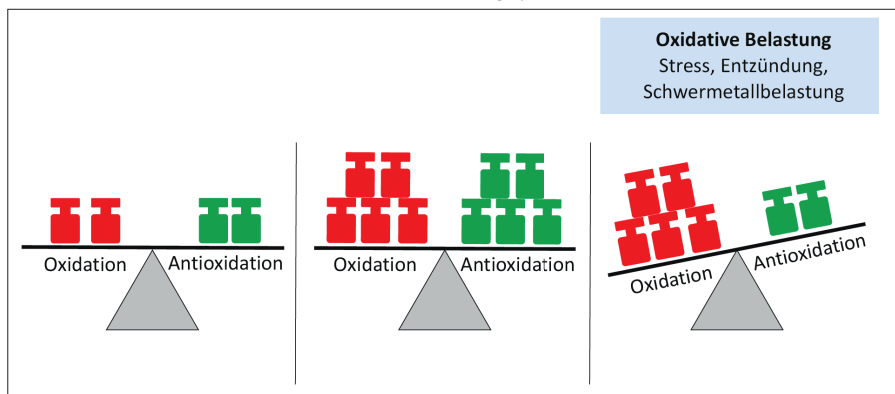 Oxidative Belastung
Stress, Entzündung,
Schwermetallbelastung
Oxidation
Antioxidation
Oxidation
Antioxidation
Oxidation
Antioxidation